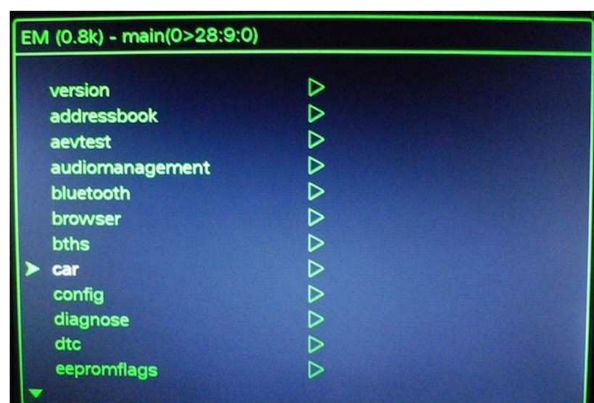 EM (0.8k) - main(0>28:9:0)
version
addressbook
aevtest
audiomanagement
bluetooth
browser
bths
car
config
diagnose
dtc
eepromflags